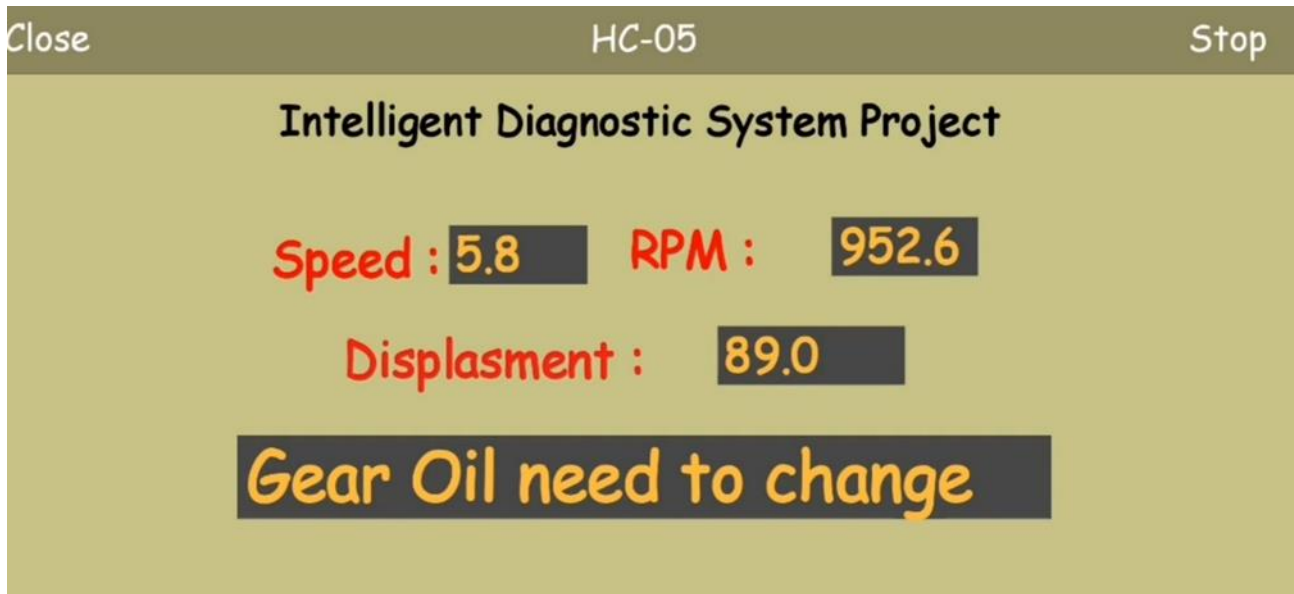 Close HC-05 Stop
Intelligent Diagnostic System Project
Speed : 5.8 RPM : 952.6
Displasment : 89.0
Gear Oil need to change